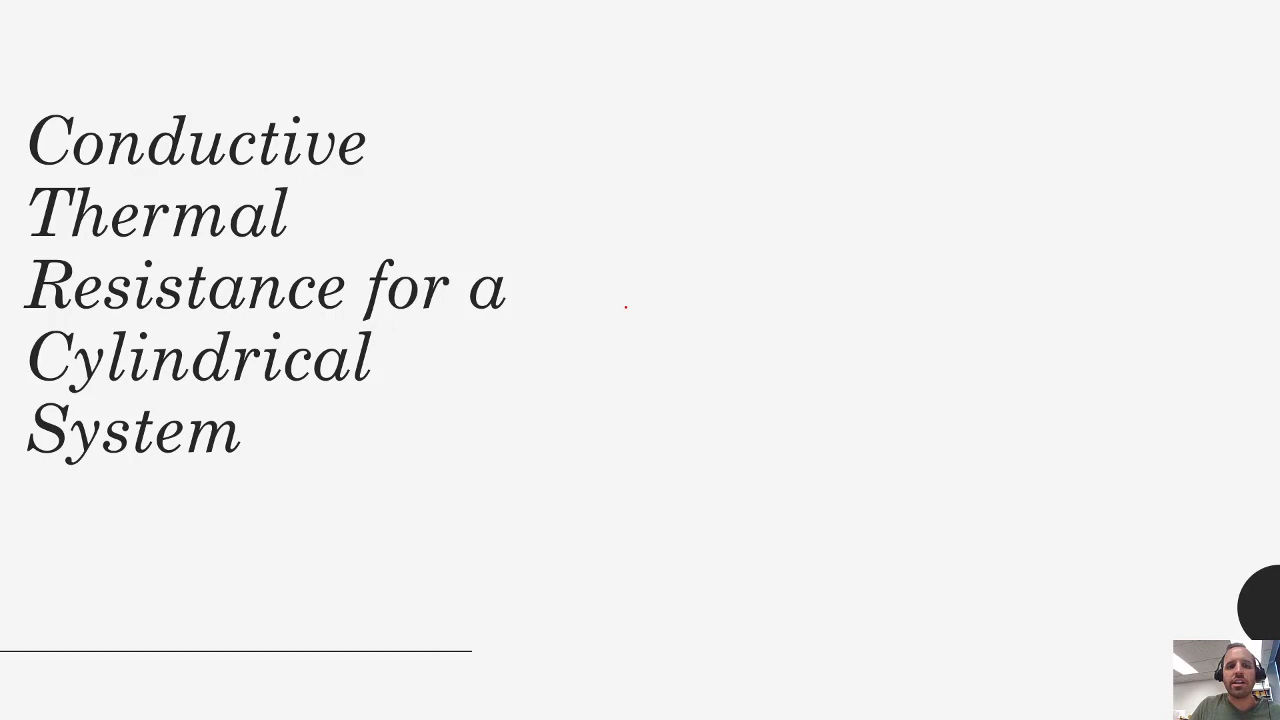 Conductive
Thermal
Resistance for a
Cylindrical
System